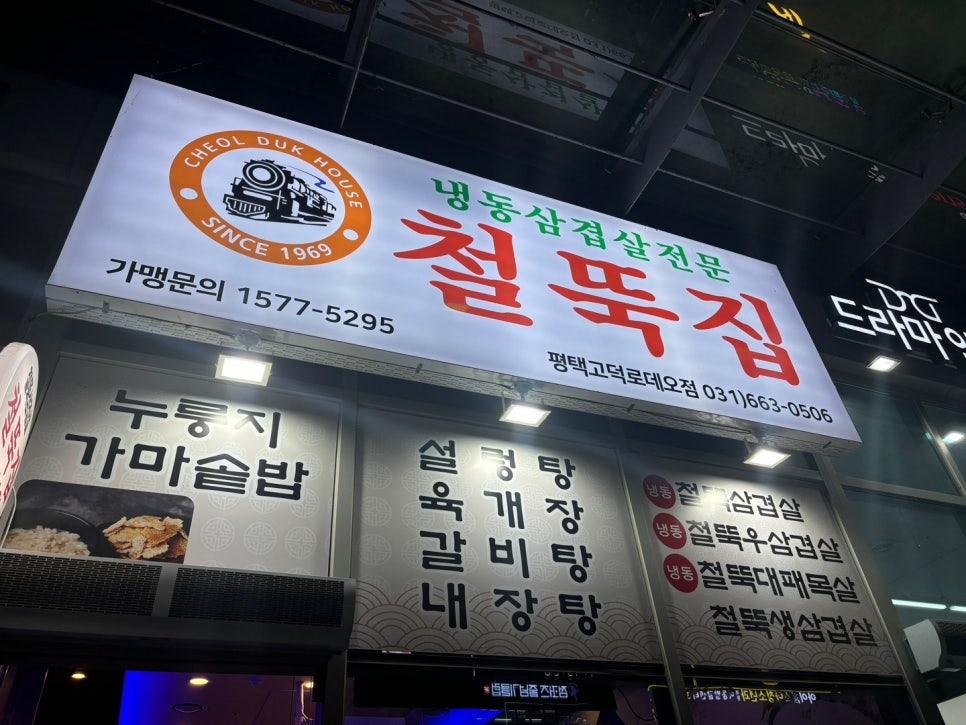 CHEOL DUK HOUSE
SINCE 1969
냉동삼겹살전문
철뚝집
가맹문의 1577-5295
평택고덕로데오점 031)663-0506
드라마
누룽지
가마솥밥
설렁탕
육개장
갈비탕
내장탕
냉동 철뚝삼겹살
냉동 철뚝우삼겹살
냉동 철뚝대패목살
철뚝생삼겹살